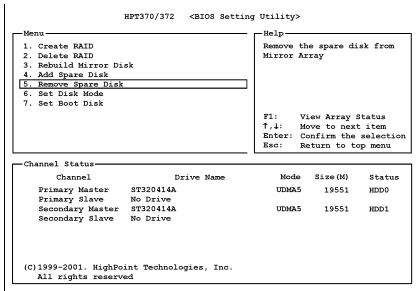 HPT370/372 <BIOS Setting Utility>
Menu
1. Create RAID
2. Delete RAID
3. Rebuild Mirror Disk
4. Add Spare Disk
5. Remove Spare Disk
6. Set Disk Mode
7. Set Boot Disk
Help
Remove the spare disk from
Mirror Array
F1: View Array Status
↑,↓: Move to next item
Enter: Confirm the selection
Esc: Return to top menu
Channel Status
Channel Drive Name Mode Size(M) Status
Primary Master ST320414A UDMA5 19551 HDD0
Primary Slave No Drive
Secondary Master ST320414A UDMA5 19551 HDD1
Secondary Slave No Drive
(C)1999-2001. HighPoint Technologies, Inc.
All rights reserved